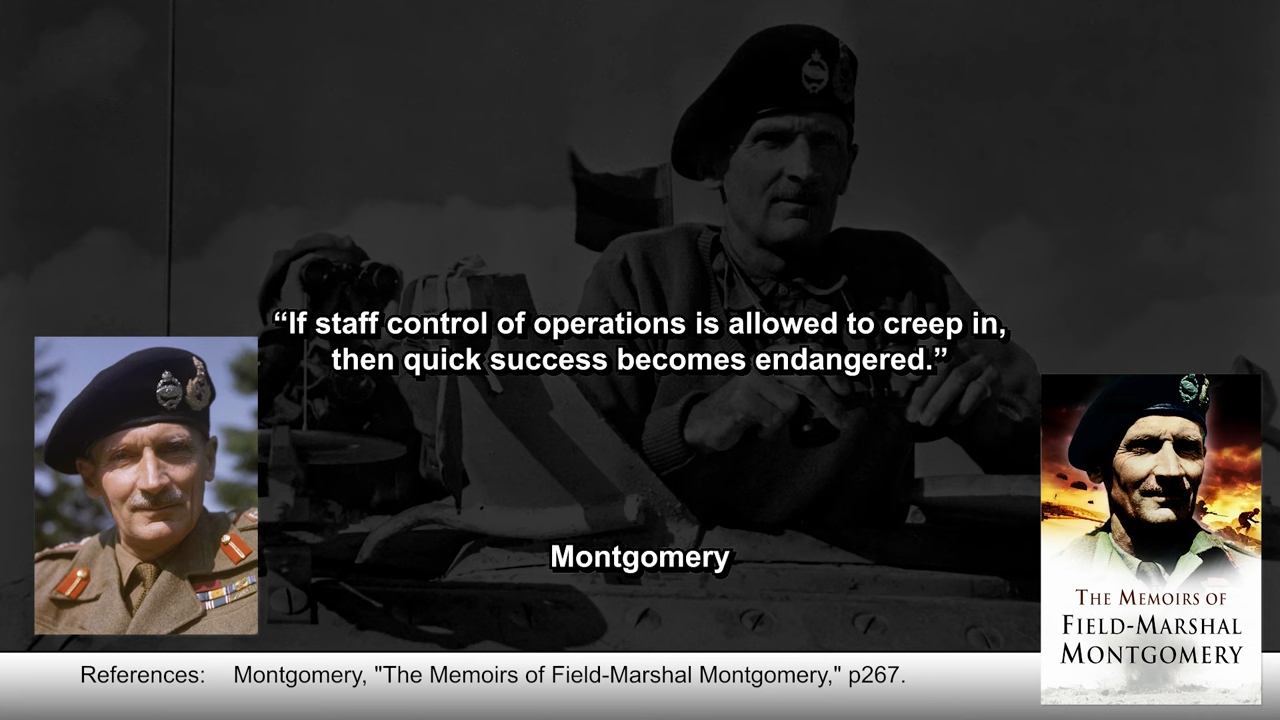 “If staff control of operations is allowed to creep in,
then quick success becomes endangered.”
Montgomery
THE MEMOIRS OF
FIELD-MARSHAL
MONTGOMERY
References: Montgomery, "The Memoirs of Field-Marshal Montgomery," p267.